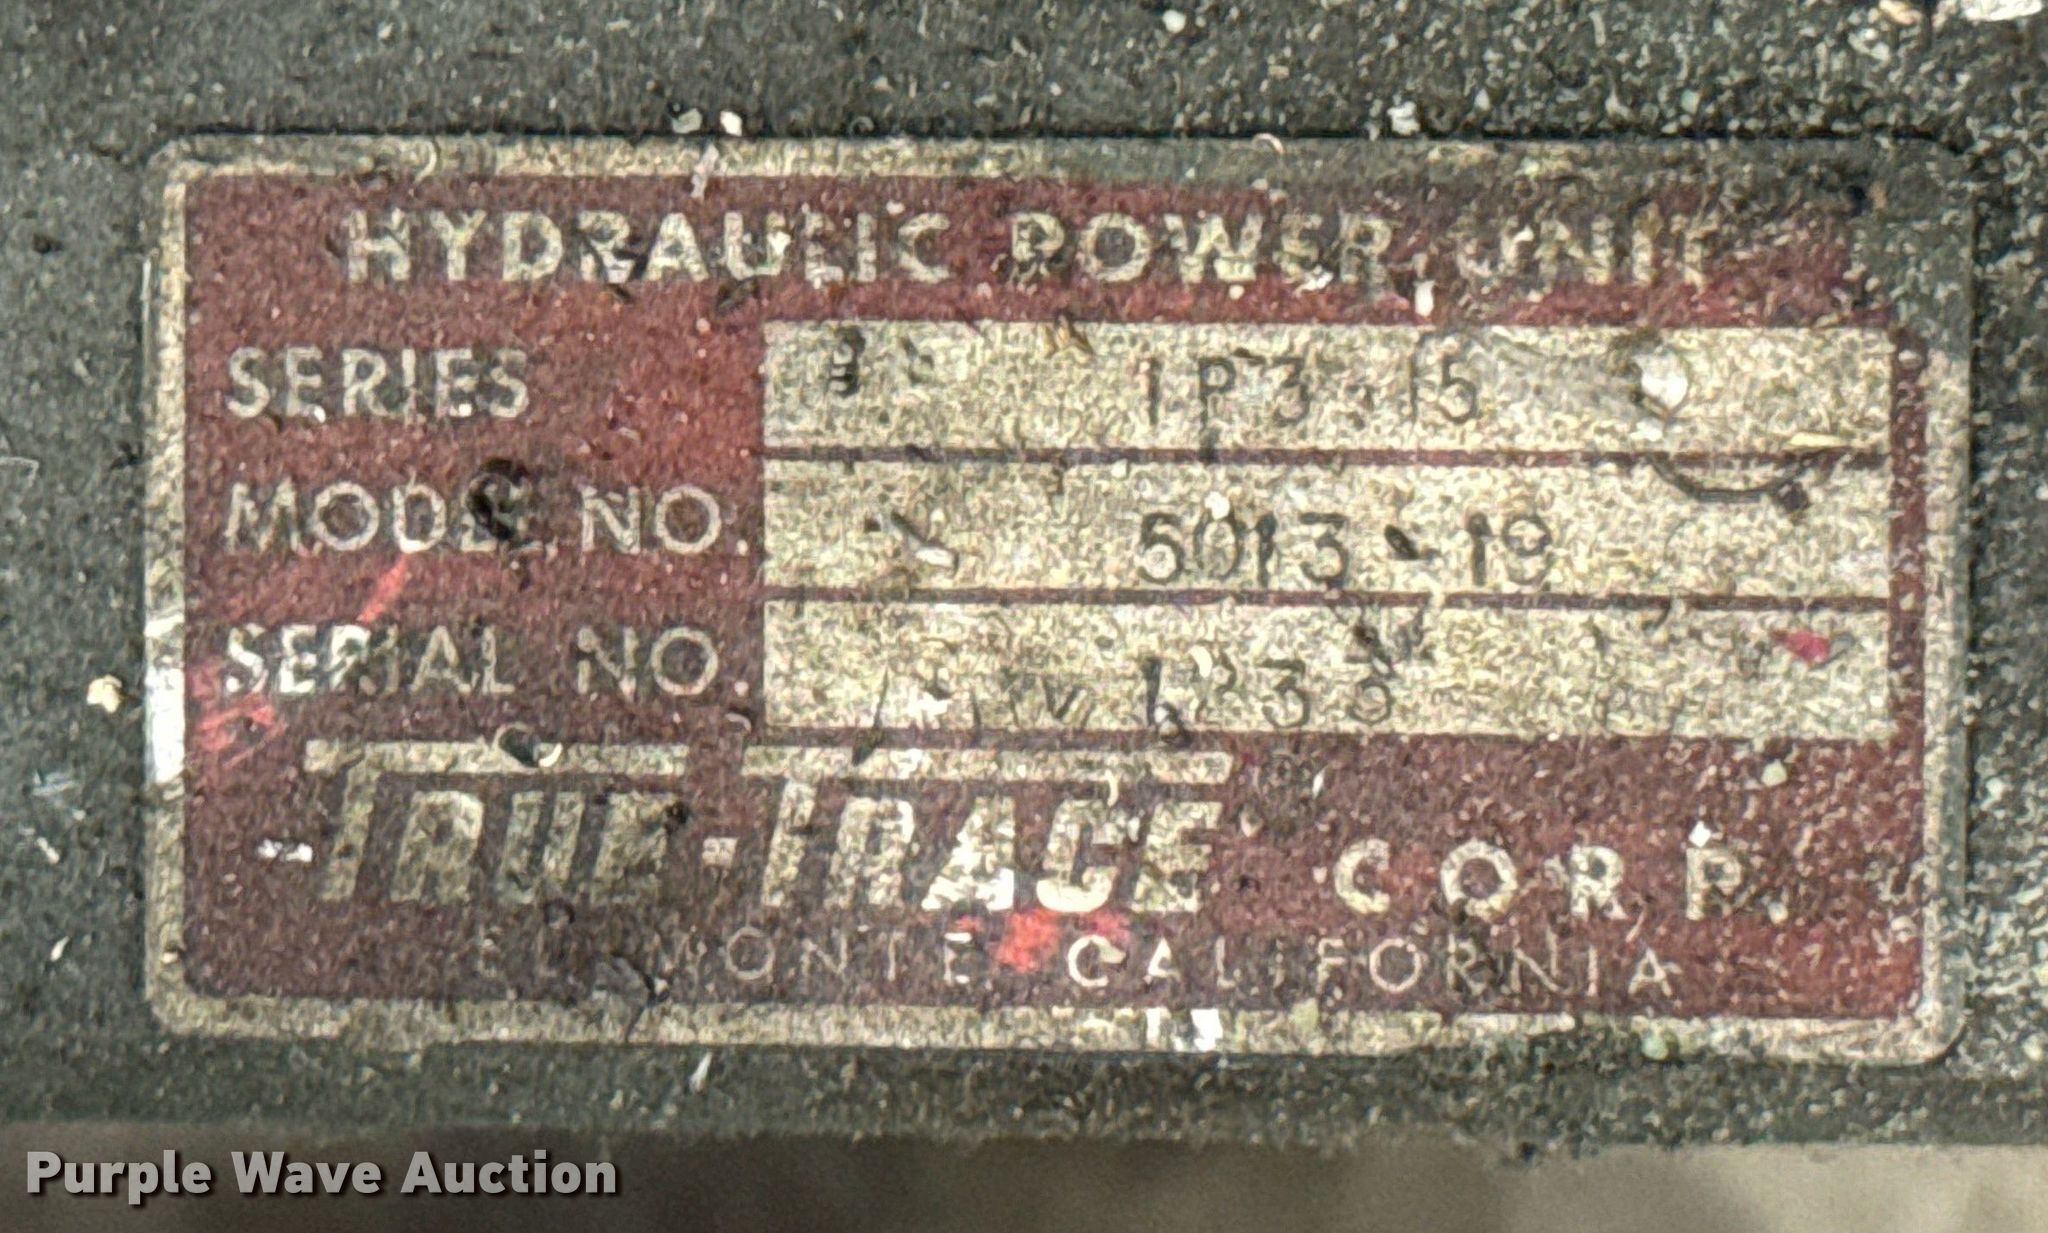 HYDRAULIC POWER UNIT
SERIES 1P3.15
MODEL NO. 5013-19
SERIAL NO.
TRUE-TRACE CORP.
EL MONTE, CALIFORNIA
Purple Wave Auction